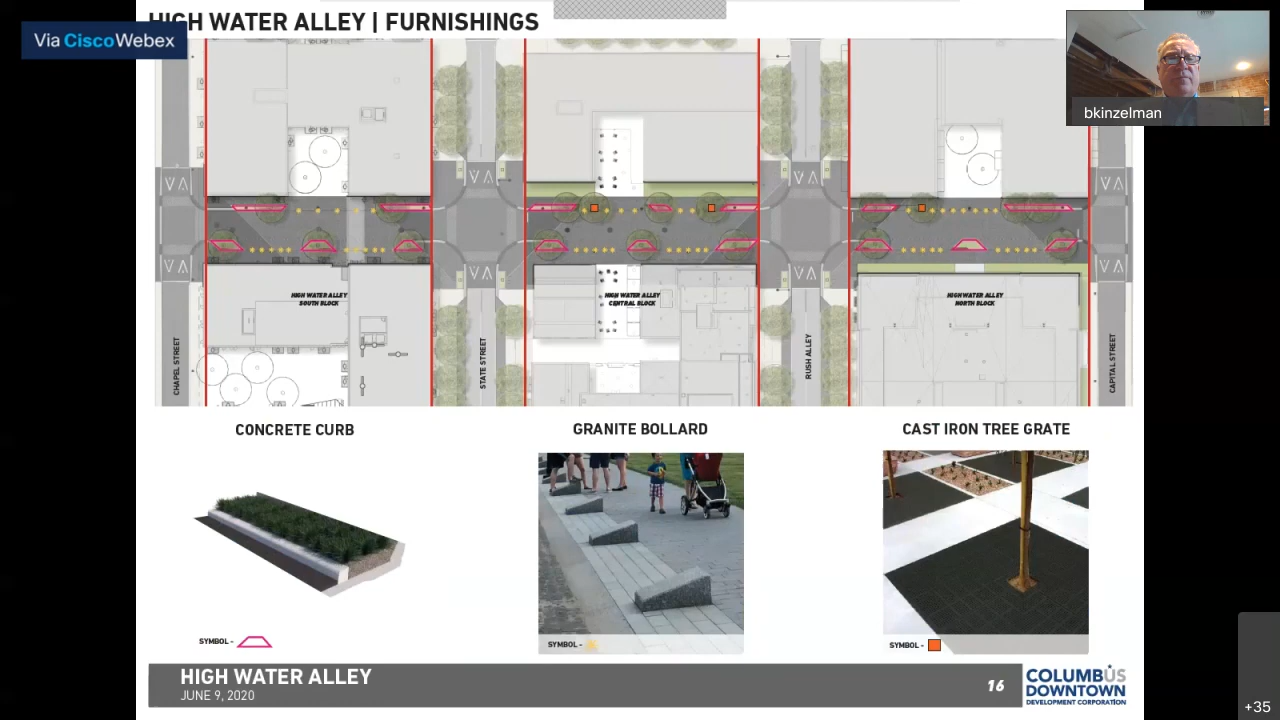 HIGH WATER ALLEY | FURNISHINGS
Via Cisco Webex
bkinzelman
HIGH WATER ALLEY
SOUTH BLOCK
HIGH WATER ALLEY
CENTRAL BLOCK
HIGH WATER ALLEY
NORTH BLOCK
CHAPEL STREET
STATE STREET
RUSH ALLEY
CAPITAL STREET
CONCRETE CURB
GRANITE BOLLARD
CAST IRON TREE GRATE
SYMBOL -
SYMBOL -
SYMBOL -
HIGH WATER ALLEY
JUNE 9, 2020
16
COLUMBUS
DOWNTOWN
DEVELOPMENT CORPORATION
+35